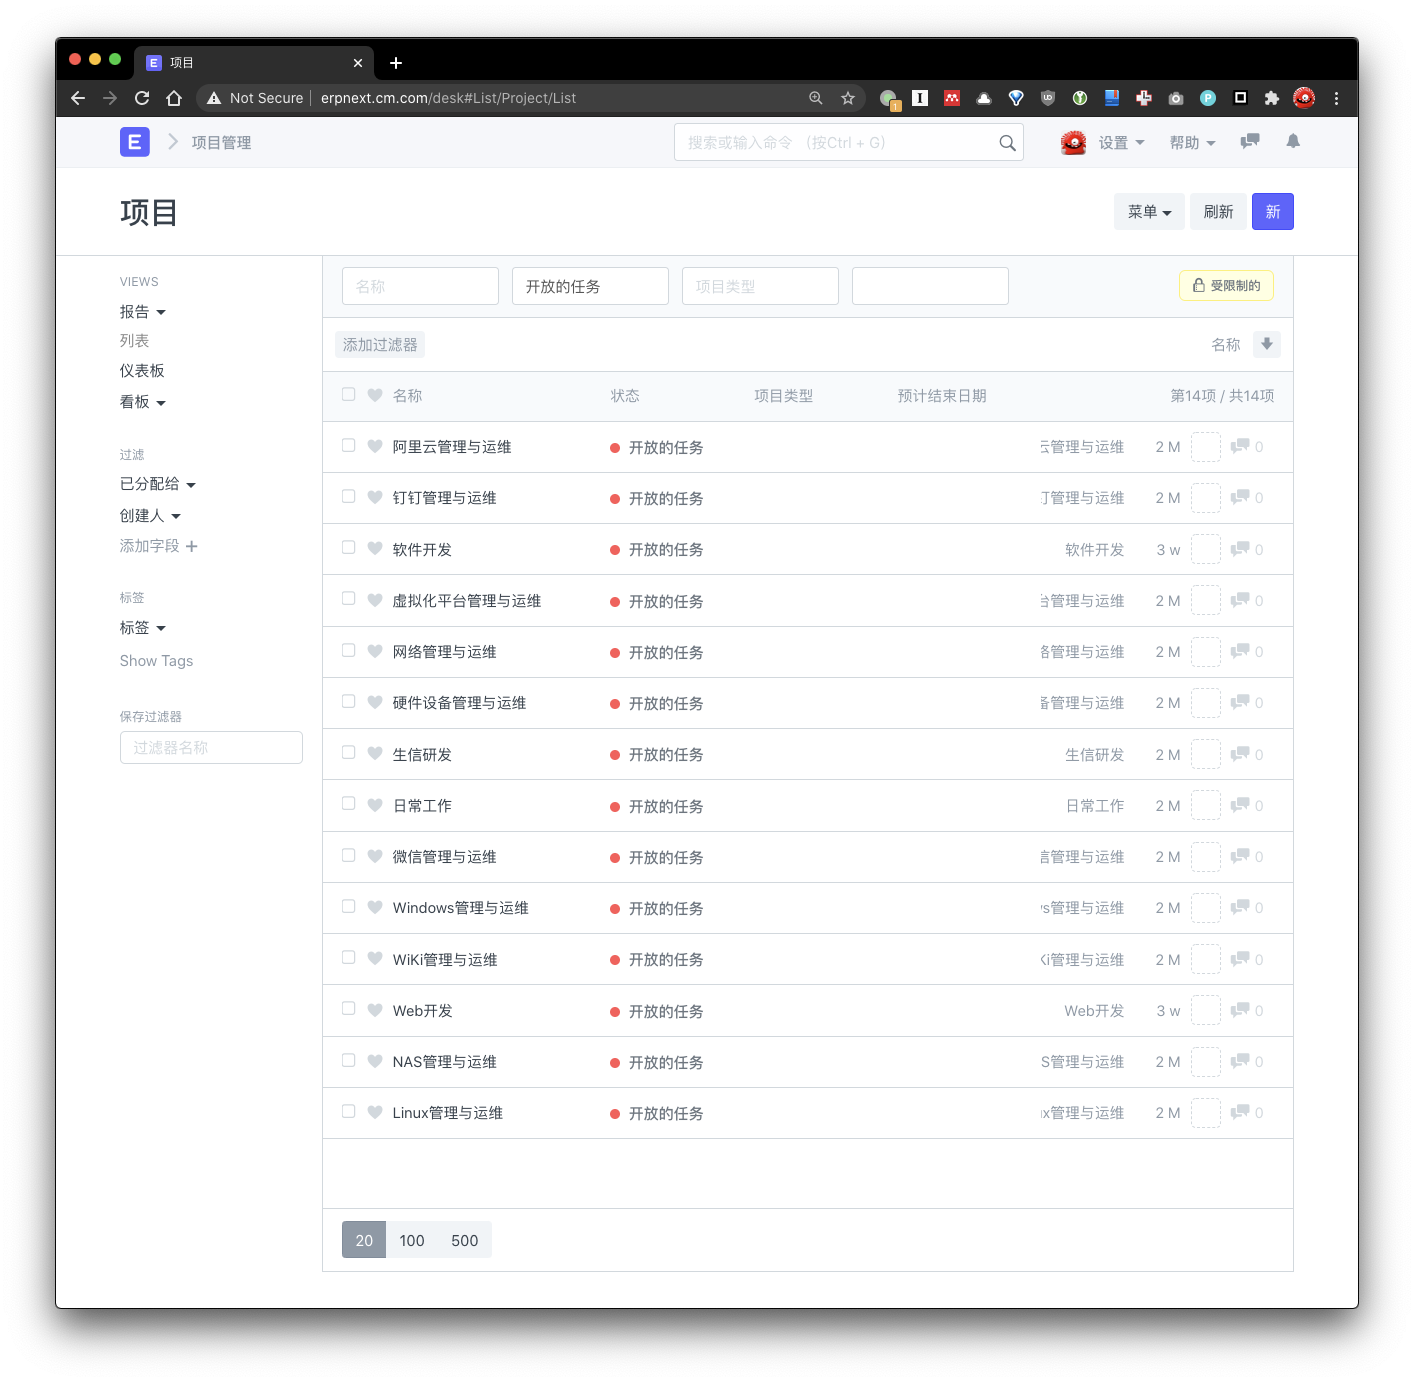 项目
Not Secure erpnext.cm.com/desk#List/Project/List
E 项目管理 搜索或输入命令 (按Ctrl + G) 设置 帮助
项目 菜单 刷新 新
VIEWS
报告
列表
仪表板
看板
过滤
已分配给
创建人
添加字段
标签
标签
Show Tags
保存过滤器
过滤器名称
名称 开放的任务 项目类型 受限制的
添加过滤器 名称
名称 状态 项目类型 预计结束日期 第14项 / 共14项
阿里云管理与运维 开放的任务 云管理与运维 2 M 0
钉钉管理与运维 开放的任务 钉管理与运维 2 M 0
软件开发 开放的任务 软件开发 3 w 0
虚拟化平台管理与运维 开放的任务 台管理与运维 2 M 0
网络管理与运维 开放的任务 络管理与运维 2 M 0
硬件设备管理与运维 开放的任务 备管理与运维 2 M 0
生信研发 开放的任务 生信研发 2 M 0
日常工作 开放的任务 日常工作 2 M 0
微信管理与运维 开放的任务 信管理与运维 2 M 0
Windows管理与运维 开放的任务 s管理与运维 2 M 0
WiKi管理与运维 开放的任务 Ki管理与运维 2 M 0
Web开发 开放的任务 Web开发 3 w 0
NAS管理与运维 开放的任务 S管理与运维 2 M 0
Linux管理与运维 开放的任务 x管理与运维 2 M 0
20 100 500